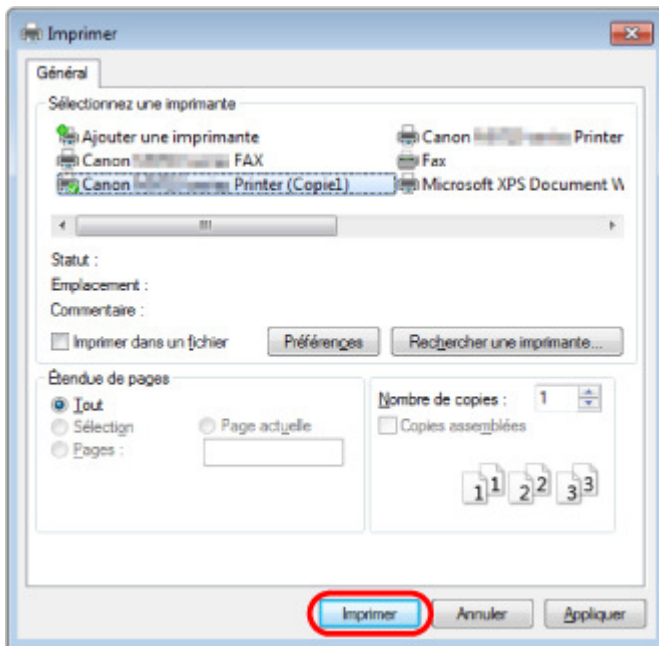 Imprimer
Général
Sélectionnez une imprimante
Ajouter une imprimante
Canon Printer
Canon FAX
Fax
Canon Printer (Copie1)
Microsoft XPS Document
Statut :
Emplacement :
Commentaire :
Imprimer dans un fichier
Préférences
Rechercher une imprimante...
Étendue de pages
Tout
Sélection
Page actuelle
Pages :
Nombre de copies : 1
Copies assemblées
1 1 2 2 3 3
Imprimer
Annuler
Appliquer